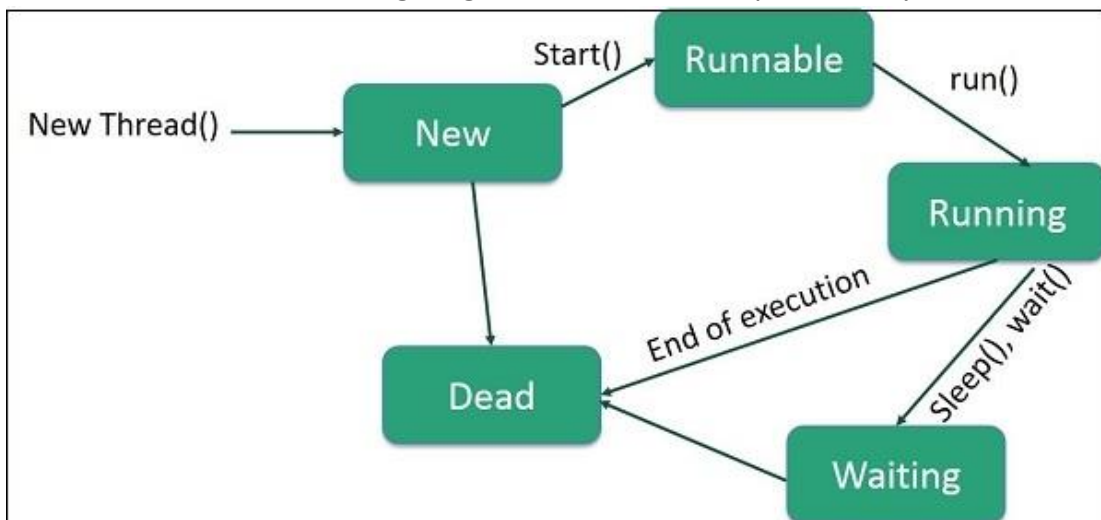 Start()
Runnable
run()
New Thread()
New
Running
End of execution
Sleep(), wait()
Dead
Waiting